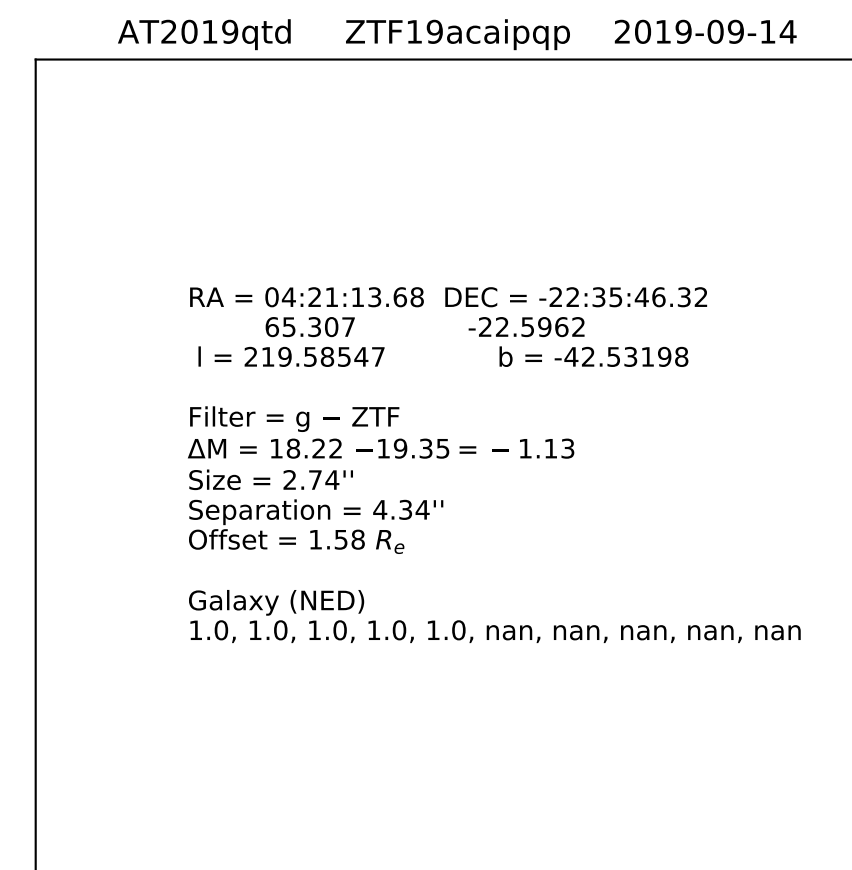 AT2019qtd ZTF19acaipqp 2019-09-14
RA = 04:21:13.68 DEC = -22:35:46.32
65.307 -22.5962
l = 219.58547 b = -42.53198
Filter = g − ZTF
ΔM = 18.22 −19.35 = − 1.13
Size = 2.74''
Separation = 4.34''
Offset = 1.58 Re
Galaxy (NED)
1.0, 1.0, 1.0, 1.0, 1.0, nan, nan, nan, nan, nan